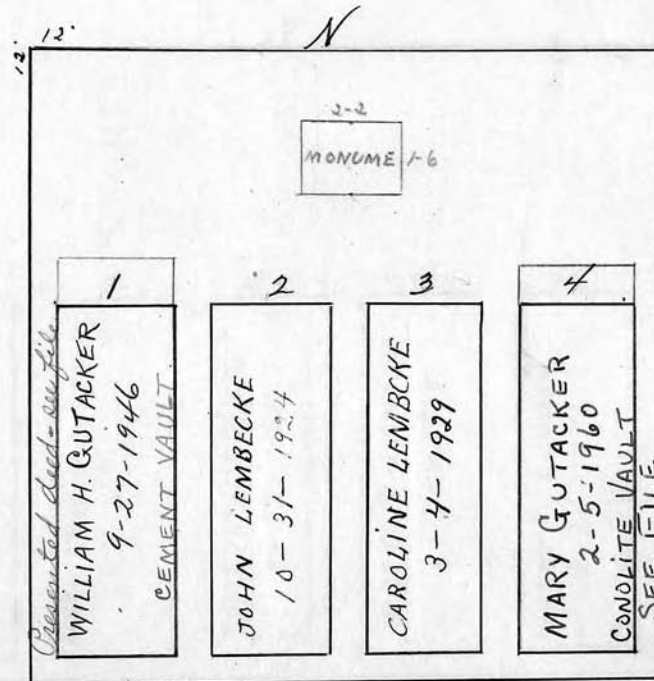 12'
12'
N
2-2
MONUME
1-6
1
2
3
4
Presented deed-see file
WILLIAM H. GUTACKER
9-27-1946
CEMENT VAULT
JOHN LEMBECKE
10-31-1924
CAROLINE LEMBCKE
3-4-1929
MARY GUTACKER
2-5-1960
CONOLITE VAULT
SEE FILE